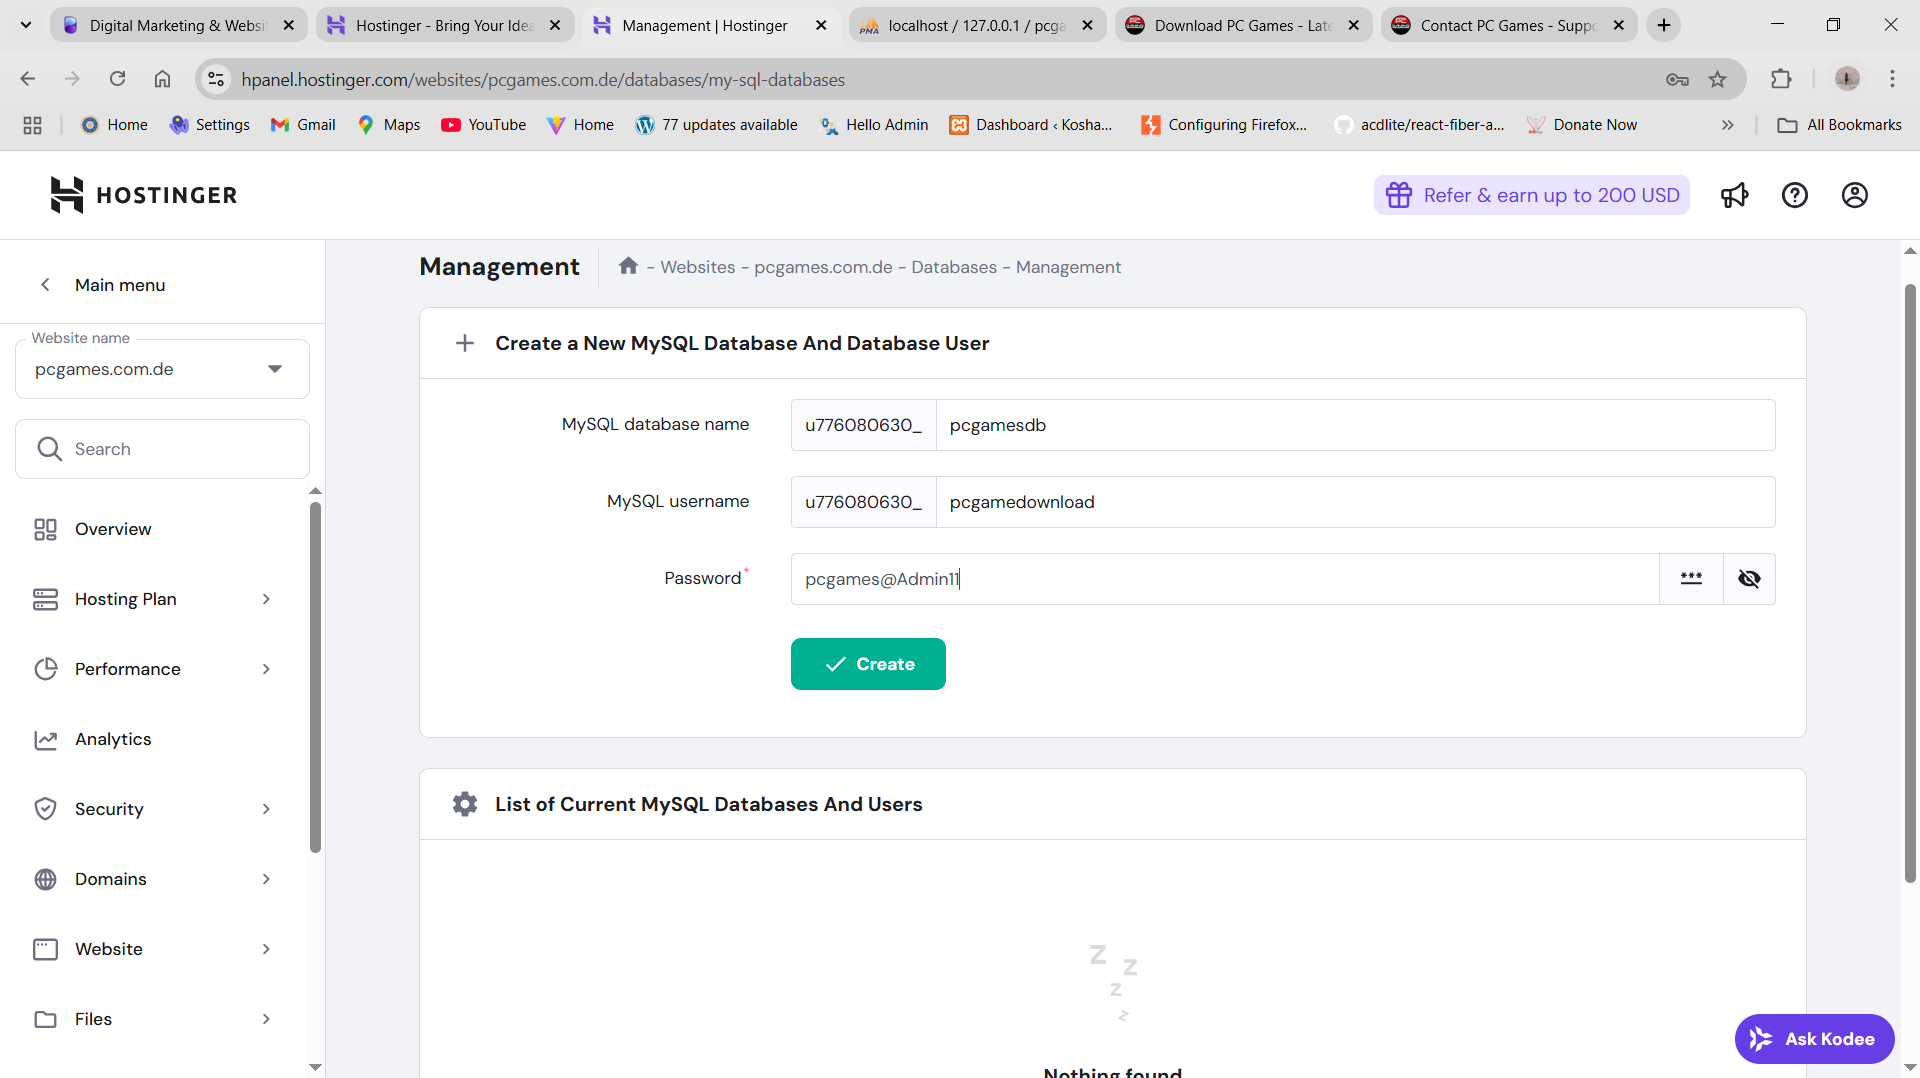 Digital Marketing & Websit
Hostinger - Bring Your Idea
Management | Hostinger
localhost / 127.0.0.1 / pcga
Download PC Games - Late
Contact PC Games - Suppo
hpanel.hostinger.com/websites/pcgames.com.de/databases/my-sql-databases
Home
Settings
Gmail
Maps
YouTube
Home
77 updates available
Hello Admin
Dashboard ‹ Kosha...
Configuring Firefox...
acdlite/react-fiber-a...
Donate Now
All Bookmarks
HOSTINGER
Refer & earn up to 200 USD
Main menu
Website name
pcgames.com.de
Search
Overview
Hosting Plan
Performance
Analytics
Security
Domains
Website
Files
Management
- Websites - pcgames.com.de - Databases - Management
Create a New MySQL Database And Database User
MySQL database name
u776080630_
pcgamesdb
MySQL username
u776080630_
pcgamedownload
Password*
pcgames@Admin11
Create
List of Current MySQL Databases And Users
z
z
z
z
Nothing found
Ask Kodee